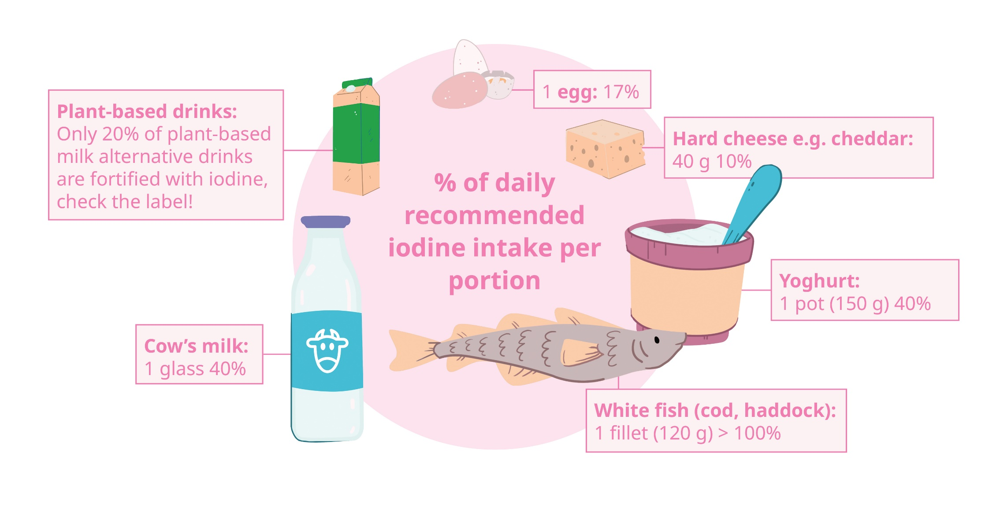 1 egg: 17%
Plant-based drinks:
Only 20% of plant-based
milk alternative drinks
are fortified with iodine,
check the label!
Hard cheese e.g. cheddar:
40 g 10%
% of daily
recommended
iodine intake per
portion
Yoghurt:
1 pot (150 g) 40%
Cow’s milk:
1 glass 40%
White fish (cod, haddock):
1 fillet (120 g) > 100%